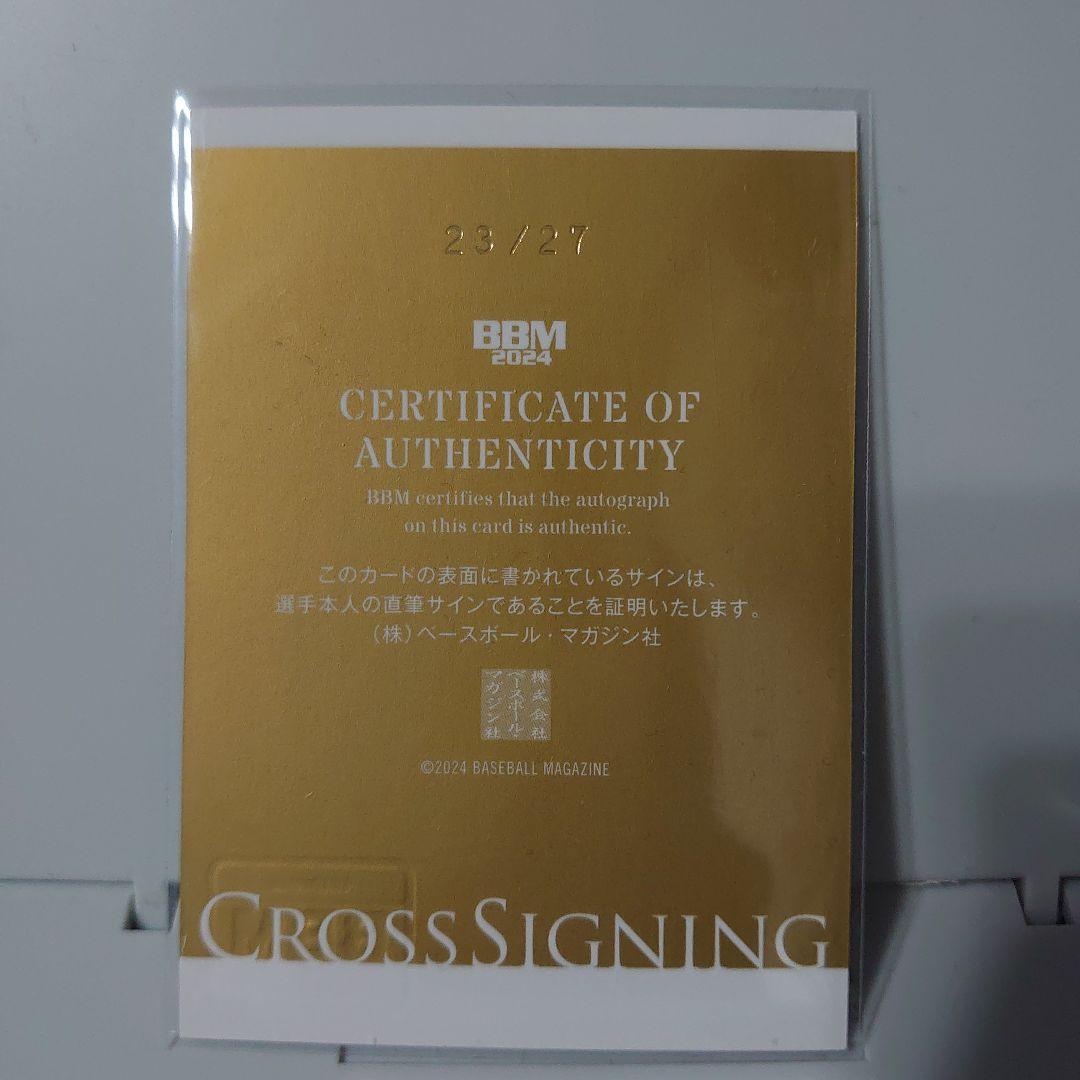 23/27
BBM
2024
CERTIFICATE OF
AUTHENTICITY
BBM certifies that the autograph
on this card is authentic.
このカードの表面に書かれているサインは、
選手本人の直筆サインであることを証明いたします。
（株）ベースボール・マガジン社
株式会社
ベースボール・
マガジン社
©2024 BASEBALL MAGAZINE
CROSS SIGNING